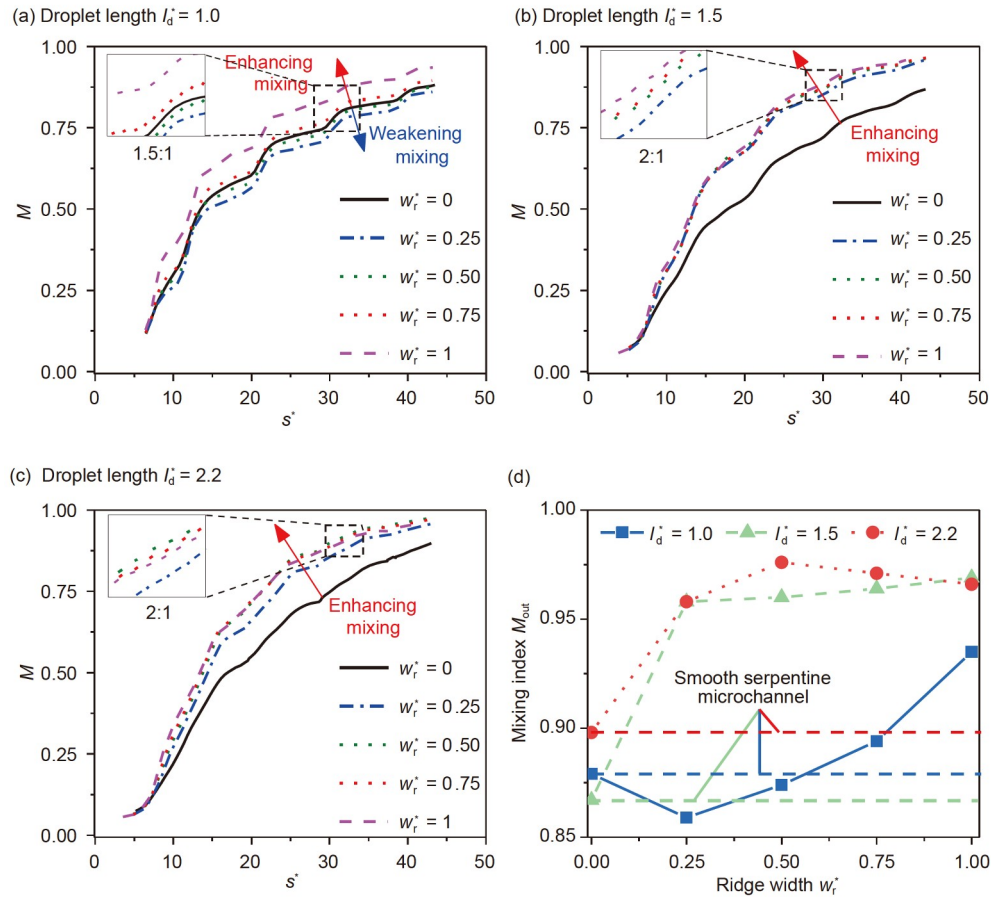 (a) Droplet length l*d = 1.0
1.00
0.75
0.50
0.25
0.00
M
0
10
20
30
40
50
s*
Enhancing
mixing
Weakening
mixing
1.5:1
w*r = 0
w*r = 0.25
w*r = 0.50
w*r = 0.75
w*r = 1
(b) Droplet length l*d = 1.5
1.00
0.75
0.50
0.25
0.00
M
0
10
20
30
40
50
s*
2:1
Enhancing
mixing
w*r = 0
w*r = 0.25
w*r = 0.50
w*r = 0.75
w*r = 1
(c) Droplet length l*d = 2.2
1.00
0.75
0.50
0.25
0.00
M
0
10
20
30
40
50
s*
2:1
Enhancing
mixing
w*r = 0
w*r = 0.25
w*r = 0.50
w*r = 0.75
w*r = 1
(d)
1.00
0.95
0.90
0.85
Mixing index Mout
l*d = 1.0
l*d = 1.5
l*d = 2.2
Smooth serpentine
microchannel
0.00
0.25
0.50
0.75
1.00
Ridge width w*r